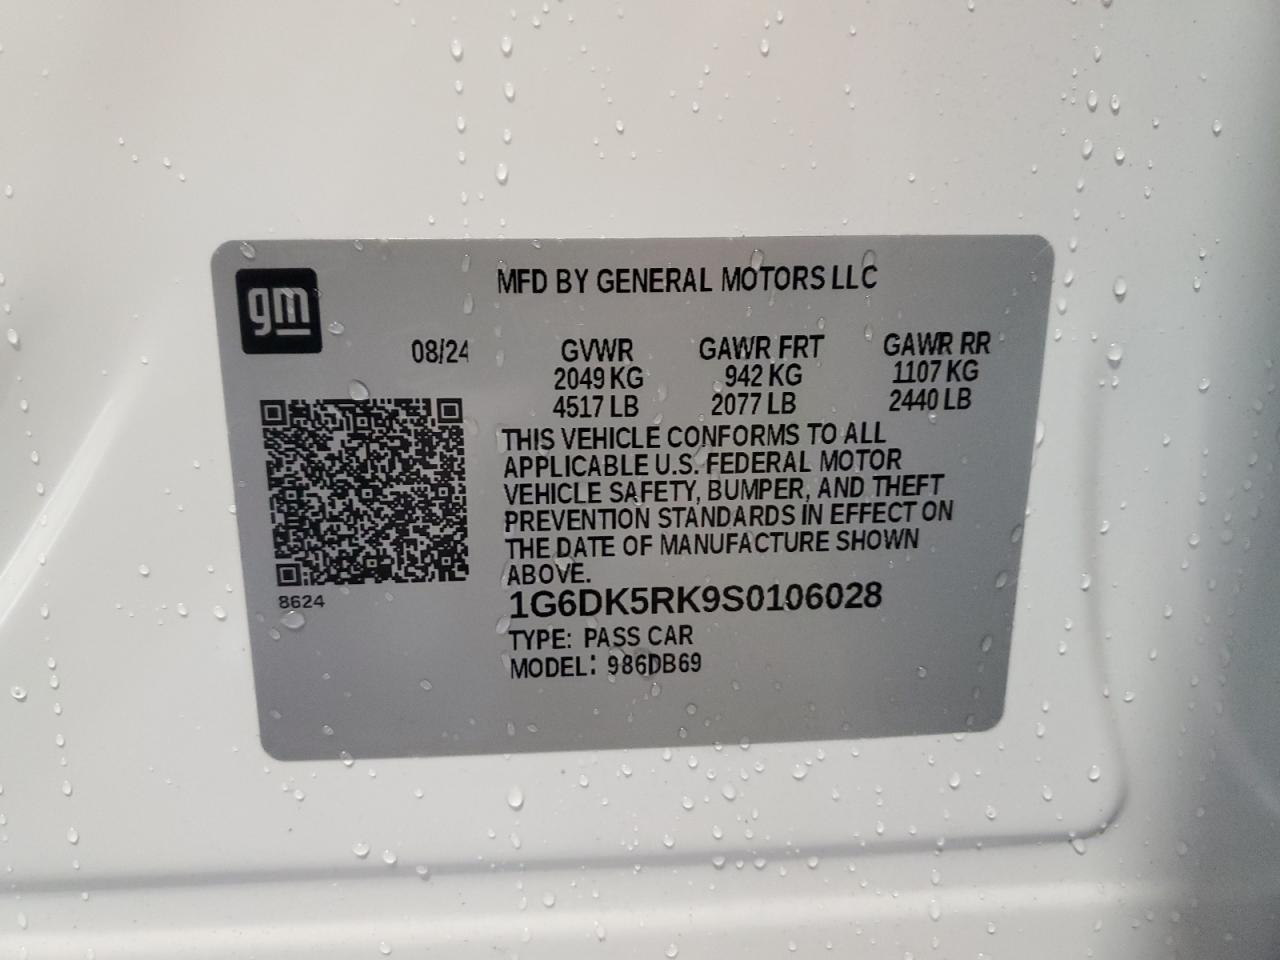 gm
MFD BY GENERAL MOTORS LLC
08/24
GVWR GAWR FRT GAWR RR
2049 KG 942 KG 1107 KG
4517 LB 2077 LB 2440 LB
THIS VEHICLE CONFORMS TO ALL
APPLICABLE U.S. FEDERAL MOTOR
VEHICLE SAFETY, BUMPER, AND THEFT
PREVENTION STANDARDS IN EFFECT ON
THE DATE OF MANUFACTURE SHOWN
ABOVE.
8624
1G6DK5RK9S0106028
TYPE: PASS CAR
MODEL: 986DB69